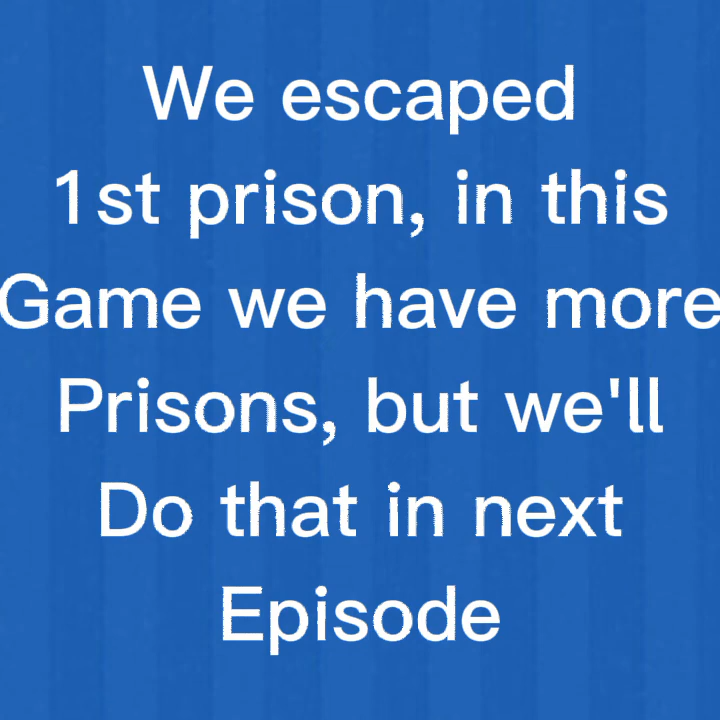 We escaped
1st prison, in this
Game we have more
Prisons, but we'll
Do that in next
Episode